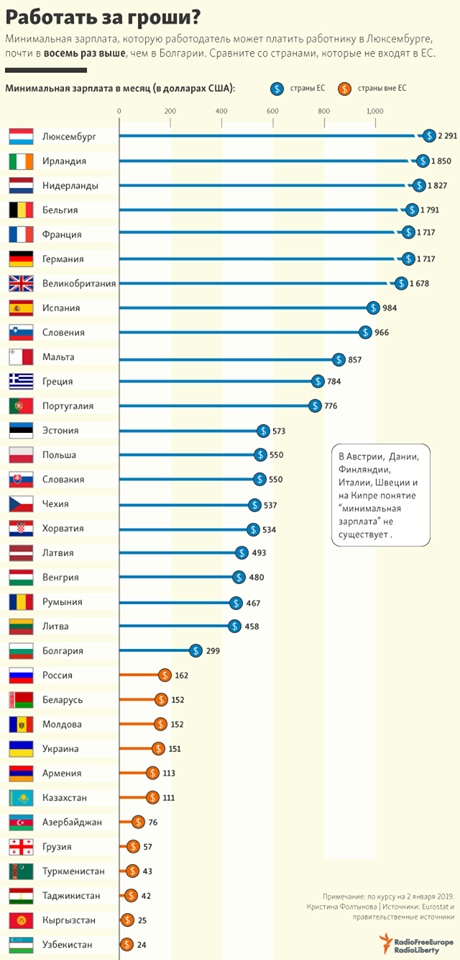 Работать за гроши?
Минимальная зарплата, которую работодатель может платить работнику в Люксембурге,
почти в восемь раз выше, чем в Болгарии. Сравните со странами, которые не входят в ЕС.
Минимальная зарплата в месяц (в долларах США): $ страны ЕС $ страны вне ЕС
0 200 400 600 800 1,000
Люксембург $ 2 291
Ирландия $ 1 850
Нидерланды $ 1 827
Бельгия $ 1 791
Франция $ 1 717
Германия $ 1 717
Великобритания $ 1 678
Испания $ 984
Словения $ 966
Мальта $ 857
Греция $ 784
Португалия $ 776
Эстония $ 573
Польша $ 550
Словакия $ 550
Чехия $ 537
Хорватия $ 534
Латвия $ 493
Венгрия $ 480
Румыния $ 467
Литва $ 458
Болгария $ 299
В Австрии, Дании,
Финляндии,
Италии, Швеции и
на Кипре понятие
"минимальная
зарплата" не
существует .
Россия $ 162
Беларусь $ 152
Молдова $ 152
Украина $ 151
Армения $ 113
Казахстан $ 111
Азербайджан $ 76
Грузия $ 57
Туркменистан $ 43
Таджикистан $ 42
Кыргызстан $ 25
Узбекистан $ 24
Примечание: по курсу на 2 января 2019.
Кристина Фолтынова | Источники: Eurostat и
правительственные источники
RadioFreeEurope
RadioLiberty